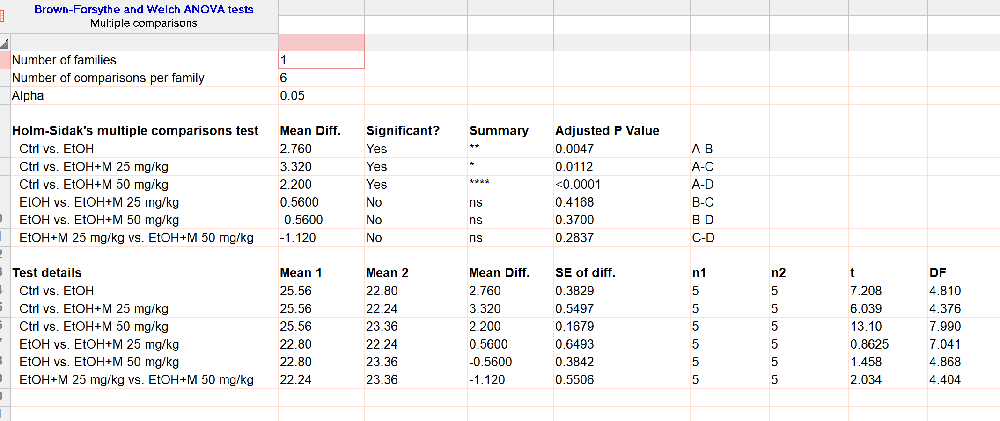 Brown-Forsythe and Welch ANOVA tests
Multiple comparisons
Number of families 1
Number of comparisons per family 6
Alpha 0.05
Holm-Sidak's multiple comparisons test Mean Diff. Significant? Summary Adjusted P Value
Ctrl vs. EtOH 2.760 Yes ** 0.0047 A-B
Ctrl vs. EtOH+M 25 mg/kg 3.320 Yes * 0.0112 A-C
Ctrl vs. EtOH+M 50 mg/kg 2.200 Yes **** <0.0001 A-D
EtOH vs. EtOH+M 25 mg/kg 0.5600 No ns 0.4168 B-C
EtOH vs. EtOH+M 50 mg/kg -0.5600 No ns 0.3700 B-D
EtOH+M 25 mg/kg vs. EtOH+M 50 mg/kg -1.120 No ns 0.2837 C-D
Test details Mean 1 Mean 2 Mean Diff. SE of diff. n1 n2 t DF
Ctrl vs. EtOH 25.56 22.80 2.760 0.3829 5 5 7.208 4.810
Ctrl vs. EtOH+M 25 mg/kg 25.56 22.24 3.320 0.5497 5 5 6.039 4.376
Ctrl vs. EtOH+M 50 mg/kg 25.56 23.36 2.200 0.1679 5 5 13.10 7.990
EtOH vs. EtOH+M 25 mg/kg 22.80 22.24 0.5600 0.6493 5 5 0.8625 7.041
EtOH vs. EtOH+M 50 mg/kg 22.80 23.36 -0.5600 0.3842 5 5 1.458 4.868
EtOH+M 25 mg/kg vs. EtOH+M 50 mg/kg 22.24 23.36 -1.120 0.5506 5 5 2.034 4.404